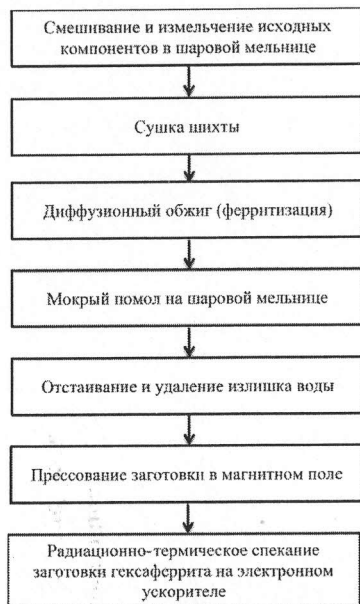 Смешивание и измельчение исходных
компонентов в шаровой мельнице
Сушка шихты
Диффузионный обжиг (ферритизация)
Мокрый помол на шаровой мельнице
Отстаивание и удаление излишка воды
Прессование заготовки в магнитном поле
Радиационно-термическое спекание
заготовки гексаферрита на электронном
ускорителе